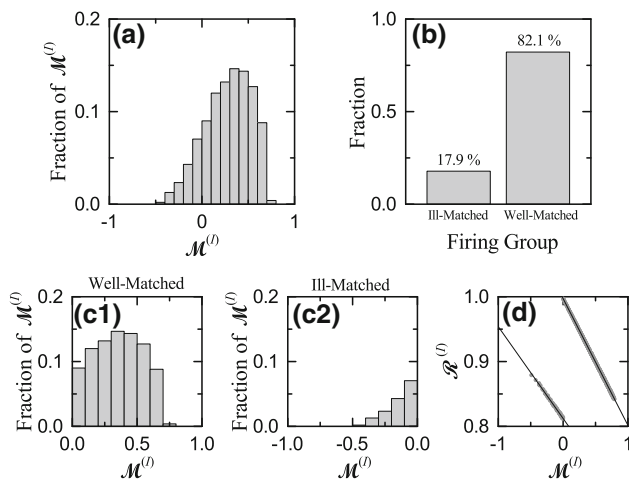 (a)
Fraction of 𝓜^(I)
0.2
0.1
0.0
-1 0 1
𝓜^(I)
(b)
Fraction
1.0
0.5
0.0
17.9 %
82.1 %
Ill-Matched Well-Matched
Firing Group
Well-Matched
(c1)
Fraction of 𝓜^(I)
0.2
0.1
0.0
0.0 0.5 1.0
𝓜^(I)
Ill-Matched
(c2)
Fraction of 𝓜^(I)
0.2
0.1
0.0
-1.0 -0.5 0.0
𝓜^(I)
(d)
𝓡^(I)
1.0
0.9
0.8
-1 0 1
𝓜^(I)